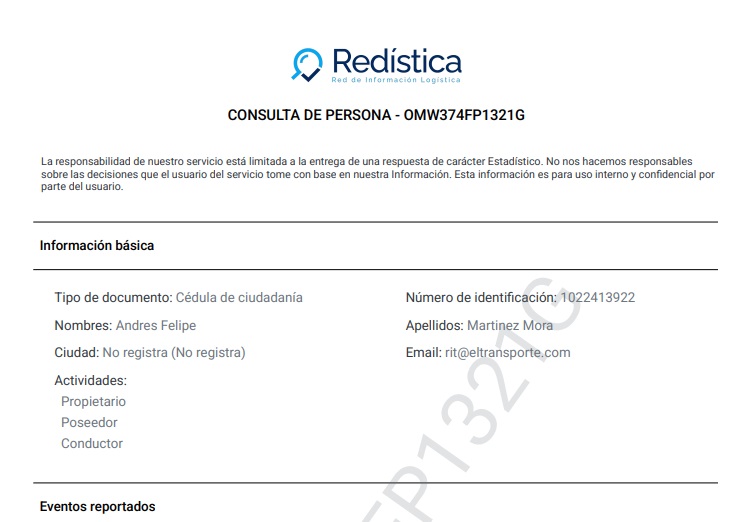 Redística
Red de Información Logística
CONSULTA DE PERSONA - OMW374FP1321G
La responsabilidad de nuestro servicio está limitada a la entrega de una respuesta de carácter Estadístico. No nos hacemos responsables
sobre las decisiones que el usuario del servicio tome con base en nuestra Información. Esta información es para uso interno y confidencial por
parte del usuario.
Información básica
Tipo de documento: Cédula de ciudadanía
Número de identificación: 1022413922
Nombres: Andres Felipe
Apellidos: Martinez Mora
Ciudad: No registra (No registra)
Email: rit@eltransporte.com
Actividades:
Propietario
Poseedor
Conductor
FP1321G
Eventos reportados